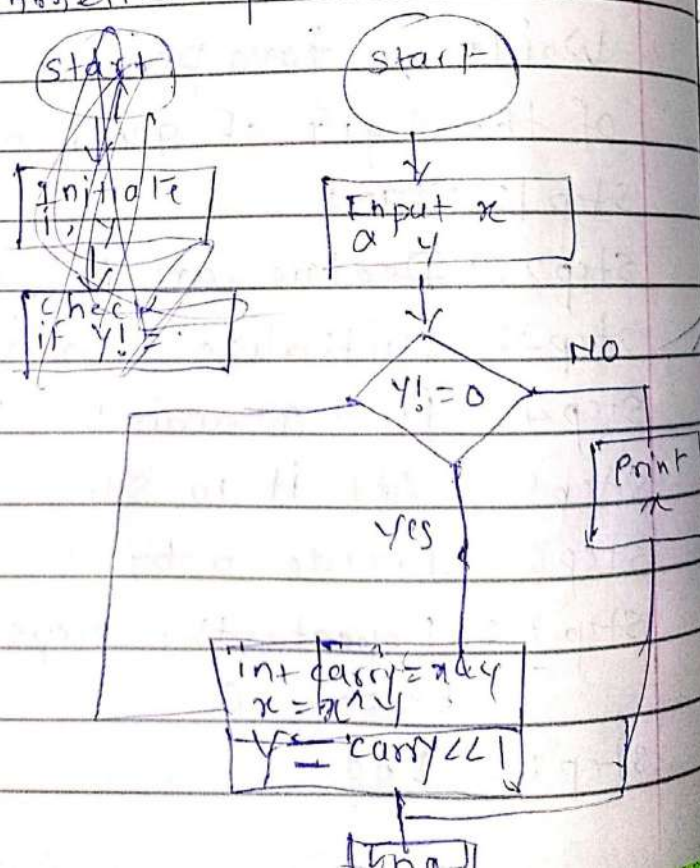 start
Initiate
i, y
check
if y! =
start
Input x
& y
y! = 0
NO
Print
x
Yes
int carry = x & y
x = x ^ y
y = carry << 1
End